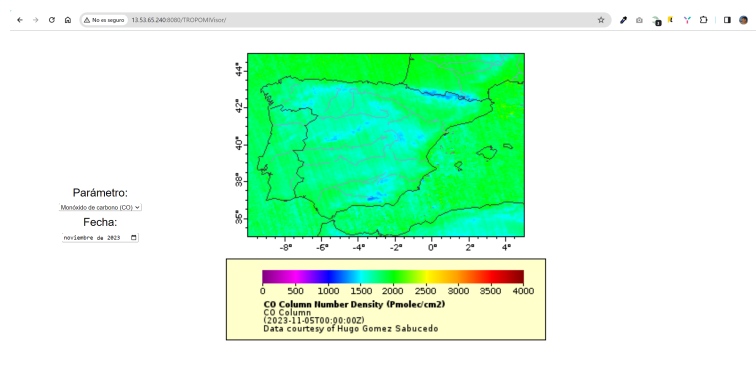 No es seguro 13.53.65.240:8080/TROPOMIVisor/
44°
42°
40°
38°
36°
-8° -6° -4° -2° 0° 2° 4°
Parámetro:
Monóxido de carbono (CO)
Fecha:
noviembre de 2023
0 500 1000 1500 2000 2500 3000 3500 4000
CO Column Number Density (Pmolec/cm2)
CO Column
(2023-11-05T00:00:00Z)
Data courtesy of Hugo Gomez Sabucedo